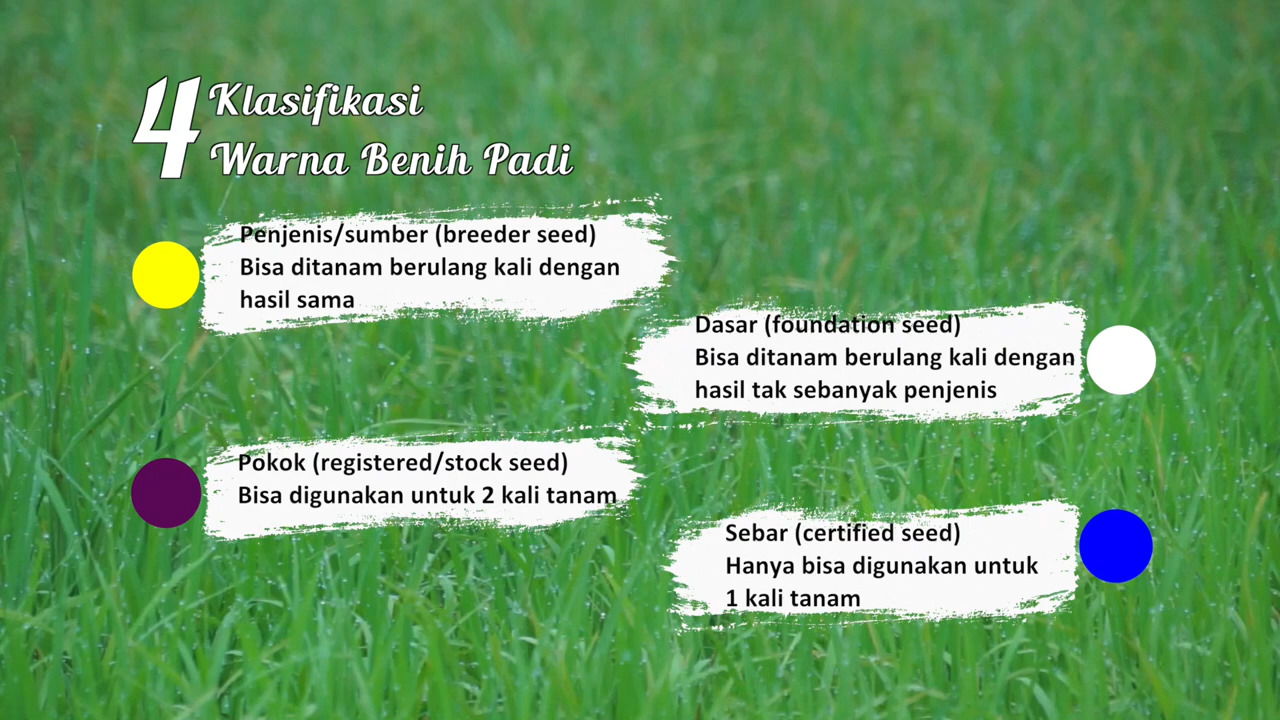 4 Klasifikasi
Warna Benih Padi
Penjenis/sumber (breeder seed)
Bisa ditanam berulang kali dengan
hasil sama
Dasar (foundation seed)
Bisa ditanam berulang kali dengan
hasil tak sebanyak penjenis
Pokok (registered/stock seed)
Bisa digunakan untuk 2 kali tanam
Sebar (certified seed)
Hanya bisa digunakan untuk
1 kali tanam